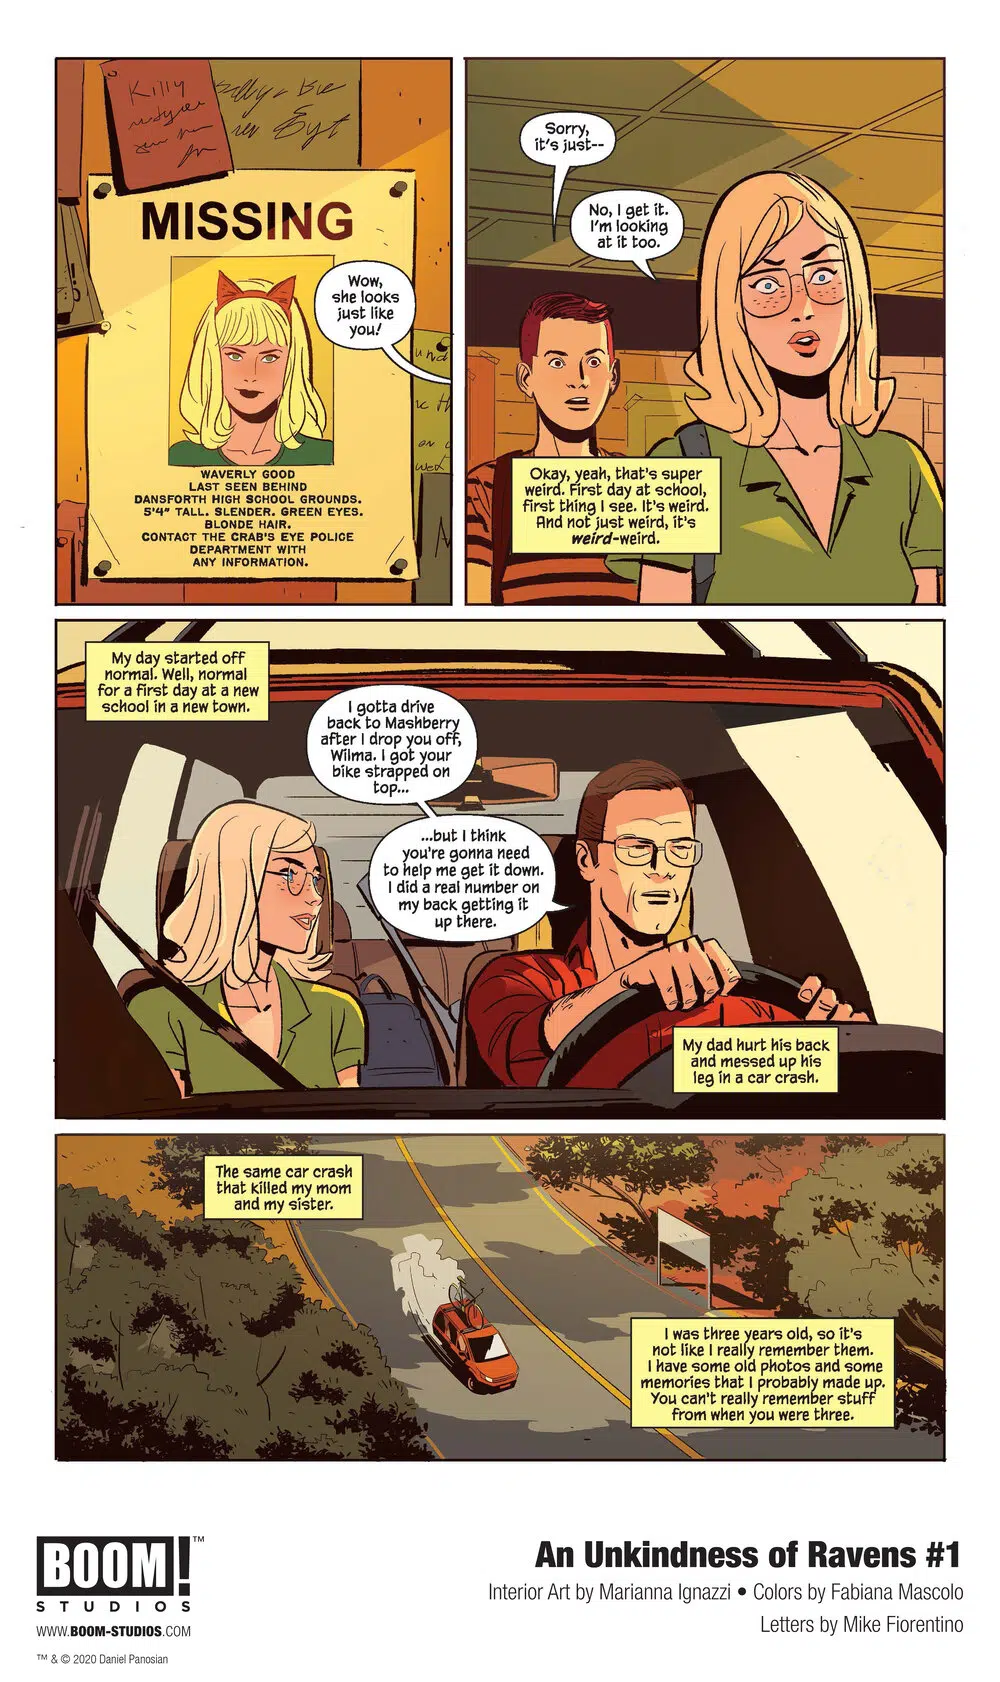 MISSING
WAVERLY GOOD
LAST SEEN BEHIND
DANSFORTH HIGH SCHOOL GROUNDS.
5'4" TALL. SLENDER. GREEN EYES.
BLONDE HAIR.
CONTACT THE CRAB'S EYE POLICE
DEPARTMENT WITH
ANY INFORMATION.
Wow,
she looks
just like
you!
Sorry,
it's just--
No, I get it.
I'm looking
at it too.
Okay, yeah, that's super
weird. First day at school,
first thing I see. It's weird.
And not just weird, it's
weird-weird.
My day started off
normal. Well, normal
for a first day at a new
school in a new town.
I gotta drive
back to Mashberry
after I drop you off,
Wilma. I got your
bike strapped on
top...
...but I think
you're gonna need
to help me get it down.
I did a real number on
my back getting it
up there.
My dad hurt his back
and messed up his
leg in a car crash.
The same car crash
that killed my mom
and my sister.
I was three years old, so it's
not like I really remember them.
I have some old photos and some
memories that I probably made up.
You can't really remember stuff
from when you were three.
BOOM!™
STUDIOS
WWW.BOOM-STUDIOS.COM
™ & © 2020 Daniel Panosian
An Unkindness of Ravens #1
Interior Art by Marianna Ignazzi • Colors by Fabiana Mascolo
Letters by Mike Fiorentino